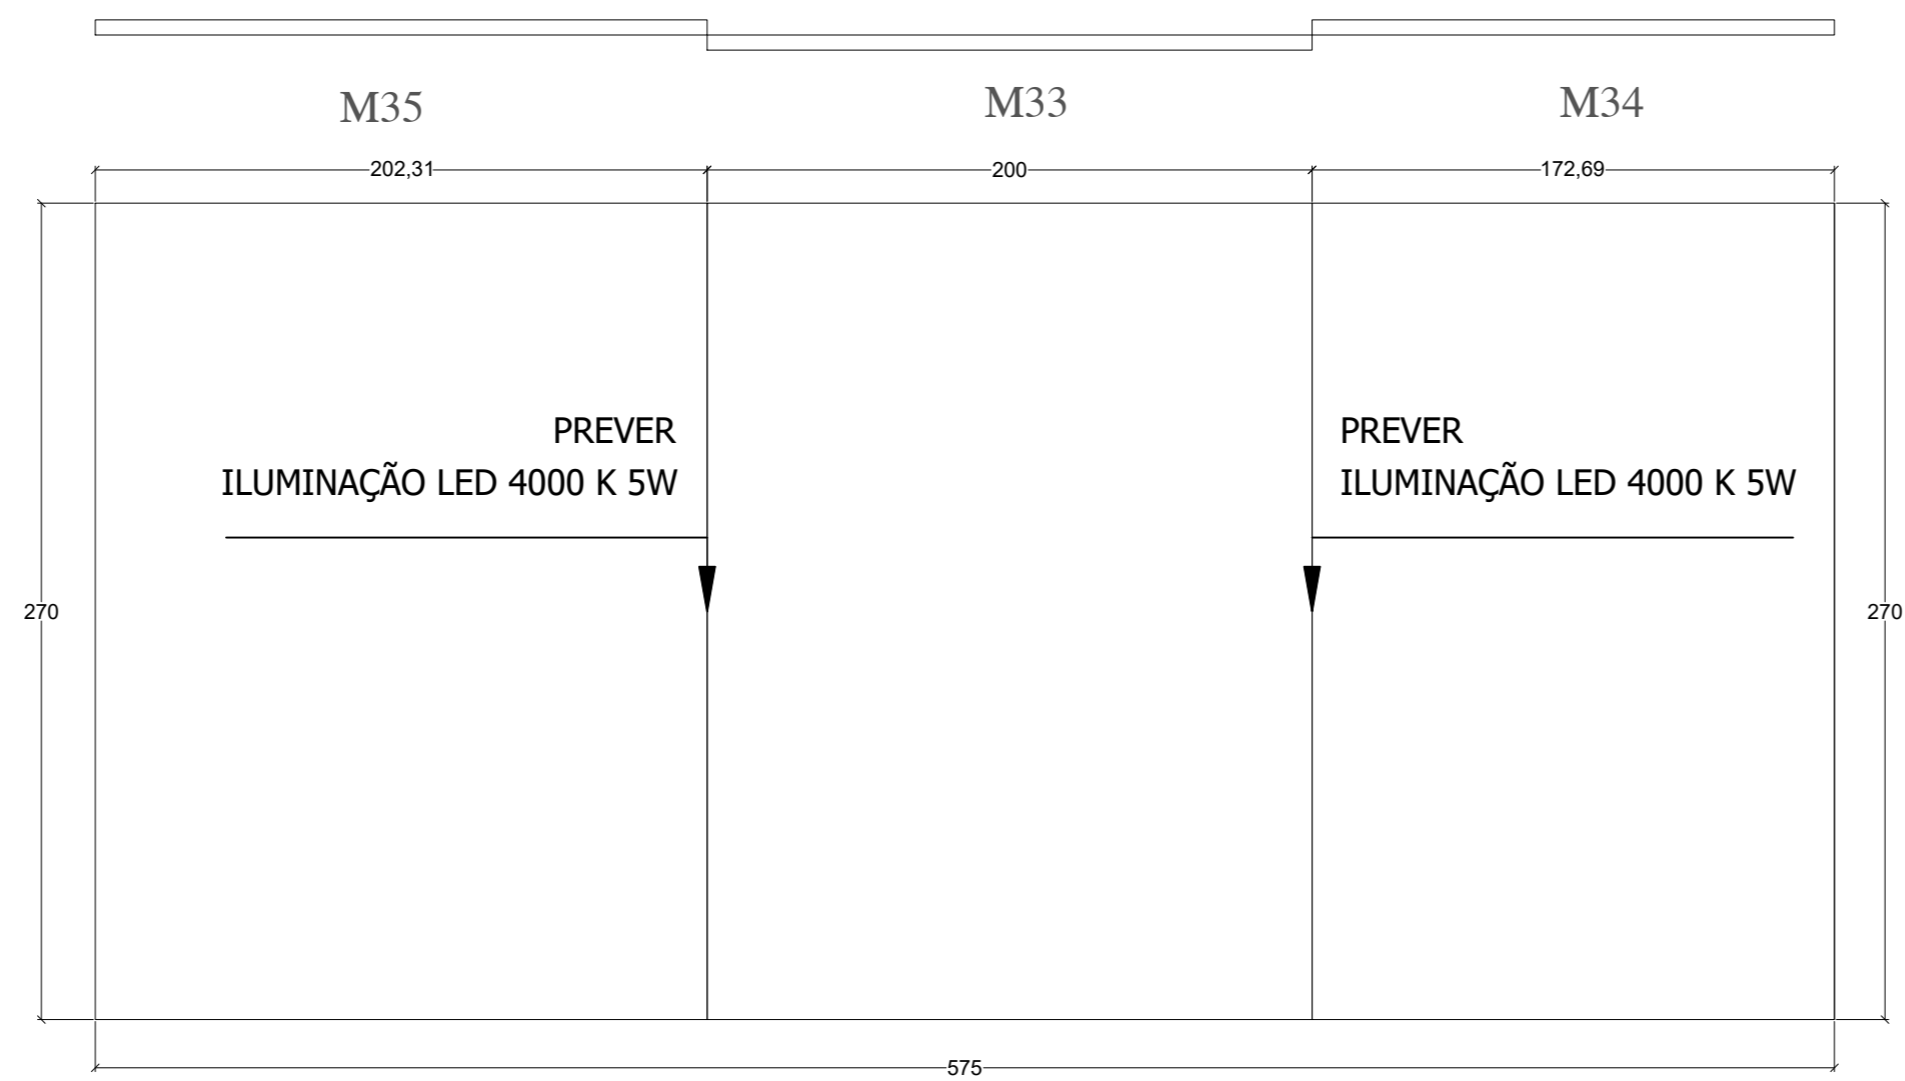 M35
M33
M34
202,31
200
172,69
PREVER
ILUMINAÇÃO LED 4000 K 5W
PREVER
ILUMINAÇÃO LED 4000 K 5W
270
270
575